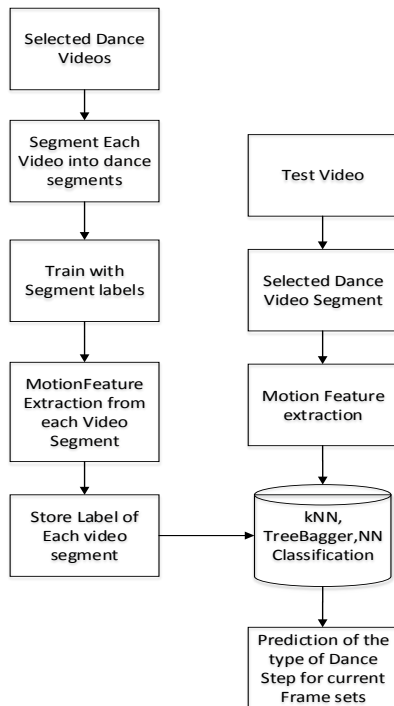 Selected Dance
Videos
Segment Each
Video into dance
segments
Train with
Segment labels
MotionFeature
Extraction from
each Video
Segment
Store Label of
Each video
segment
Test Video
Selected Dance
Video Segment
Motion Feature
extraction
kNN,
TreeBagger,NN
Classification
Prediction of the
type of Dance
Step for current
Frame sets